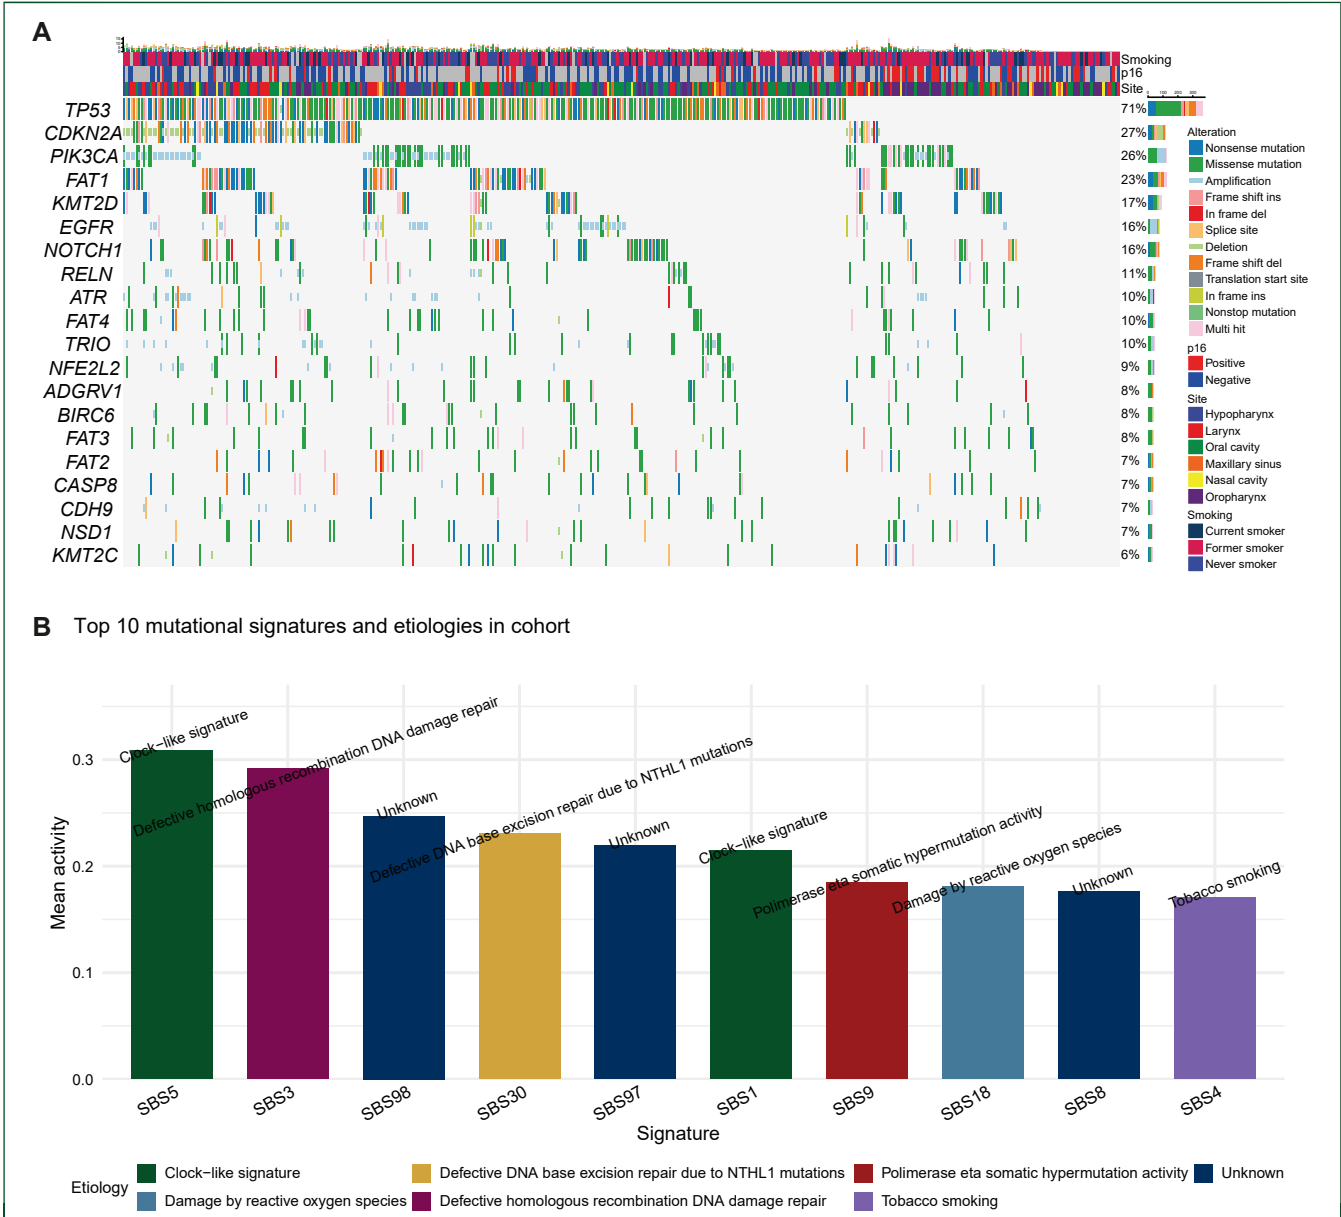 A
Smoking
p16
Site
TP53 71%
CDKN2A 27%
PIK3CA 26%
FAT1 23%
KMT2D 17%
EGFR 16%
NOTCH1 16%
RELN 11%
ATR 10%
FAT4 10%
TRIO 10%
NFE2L2 9%
ADGRV1 8%
BIRC6 8%
FAT3 8%
FAT2 7%
CASP8 7%
CDH9 7%
NSD1 7%
KMT2C 6%
Alteration
Nonsense mutation
Missense mutation
Amplification
Frame shift ins
In frame del
Splice site
Deletion
Frame shift del
Translation start site
In frame ins
Nonstop mutation
Multi hit
p16
Positive
Negative
Site
Hypopharynx
Larynx
Oral cavity
Maxillary sinus
Nasal cavity
Oropharynx
Smoking
Current smoker
Former smoker
Never smoker
B Top 10 mutational signatures and etiologies in cohort
Mean activity
0.3
0.2
0.1
0.0
Clock−like signature
Defective homologous recombination DNA damage repair
Unknown
Defective DNA base excision repair due to NTHL1 mutations
Unknown
Clock−like signature
Polimerase eta somatic hypermutation activity
Damage by reactive oxygen species
Unknown
Tobacco smoking
SBS5 SBS3 SBS98 SBS30 SBS97 SBS1 SBS9 SBS18 SBS8 SBS4
Signature
Etiology
Clock−like signature
Defective DNA base excision repair due to NTHL1 mutations
Polimerase eta somatic hypermutation activity
Unknown
Damage by reactive oxygen species
Defective homologous recombination DNA damage repair
Tobacco smoking